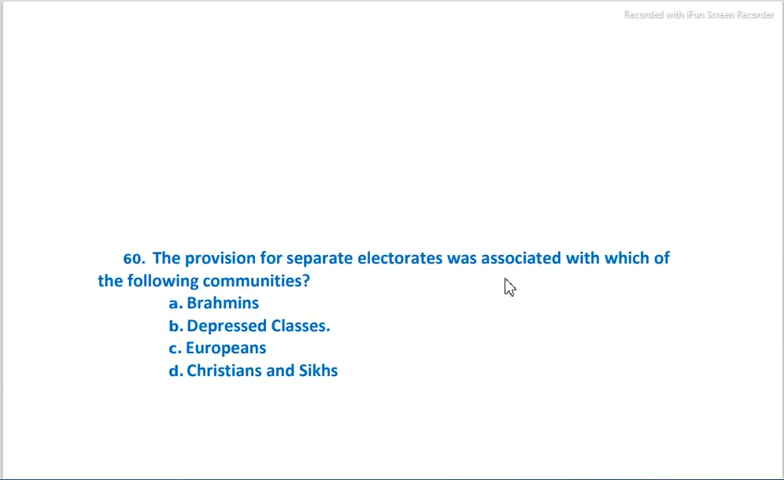 Recorded with iFun Screen Recorder
60. The provision for separate electorates was associated with which of
the following communities?
a. Brahmins
b. Depressed Classes.
c. Europeans
d. Christians and Sikhs